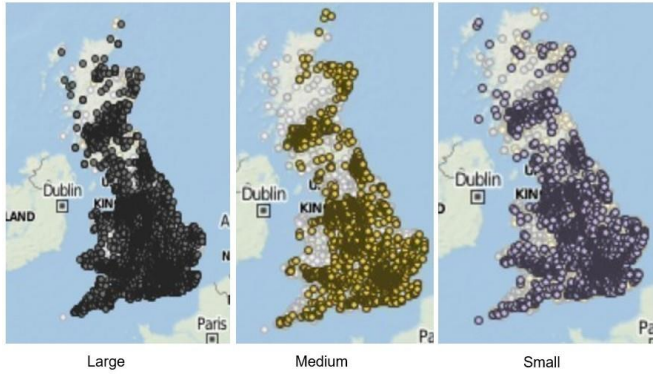 Dublin
U
LAND
KIN
A
N
Paris
Large
Dublin
U
KIN
Pa
Medium
Dublin
D
KIN
Pa
Small